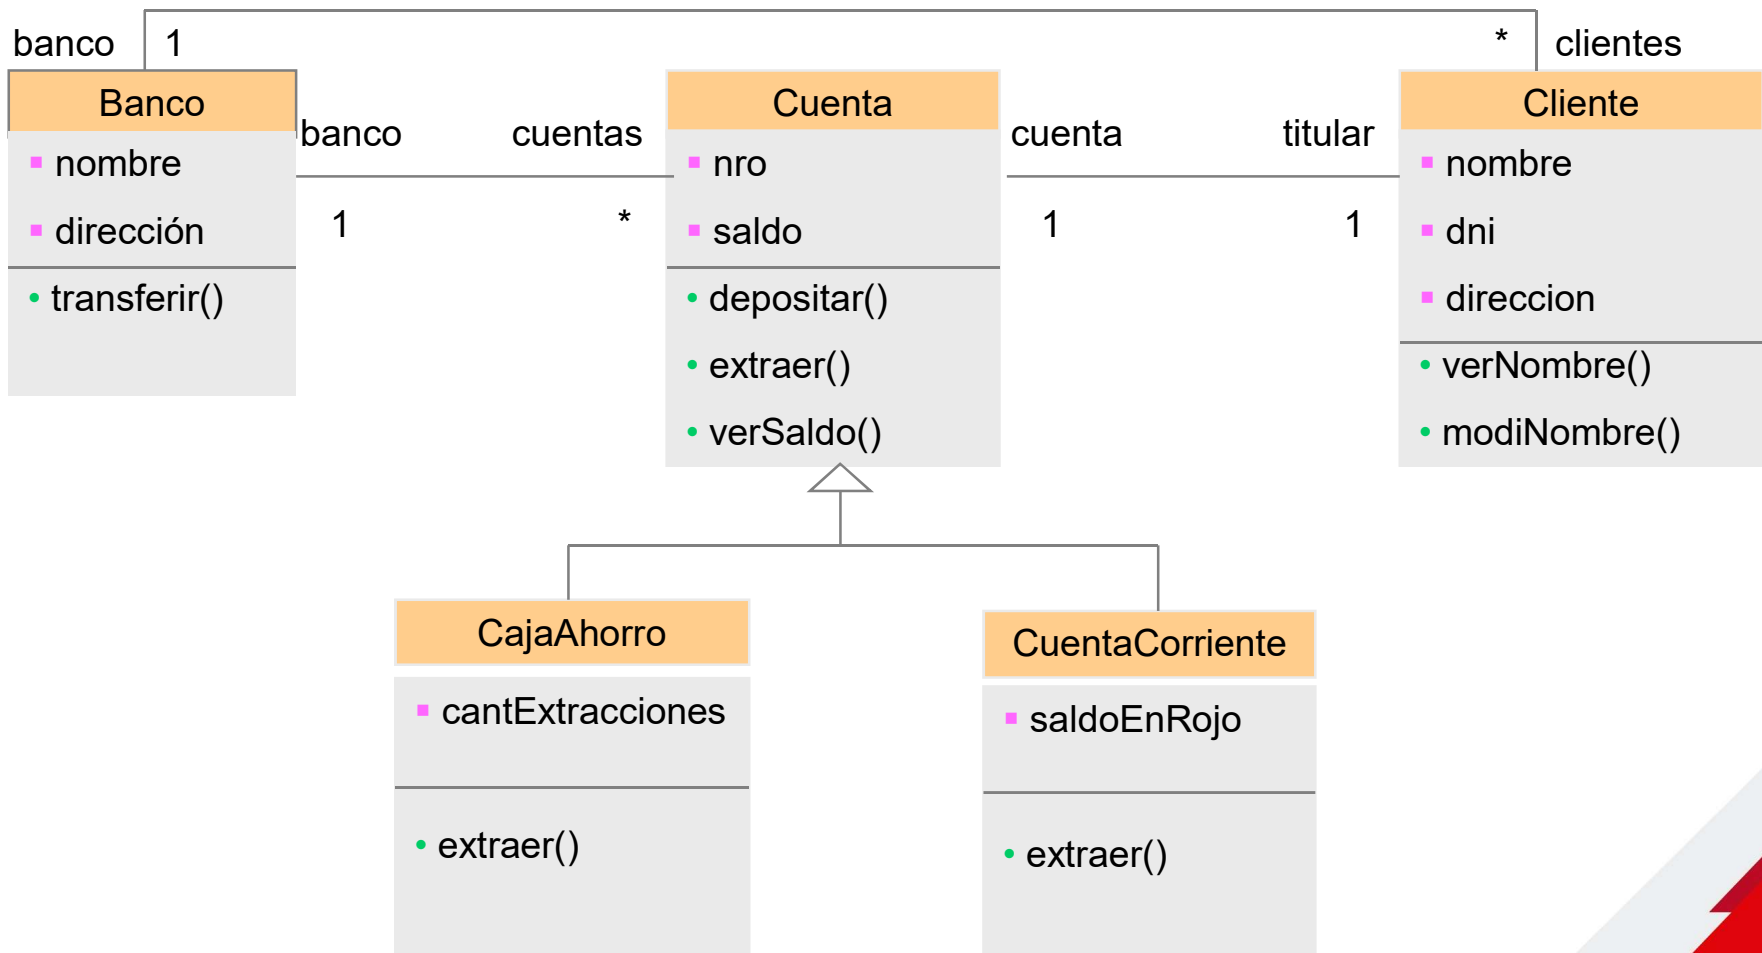 banco 1 * clientes
Banco Cuenta Cliente
banco cuentas cuenta titular
nombre nro nombre
dirección 1 * saldo 1 1 dni
transferir() depositar() direccion
extraer() verNombre()
verSaldo() modiNombre()
CajaAhorro CuentaCorriente
cantExtracciones saldoEnRojo
extraer() extraer()